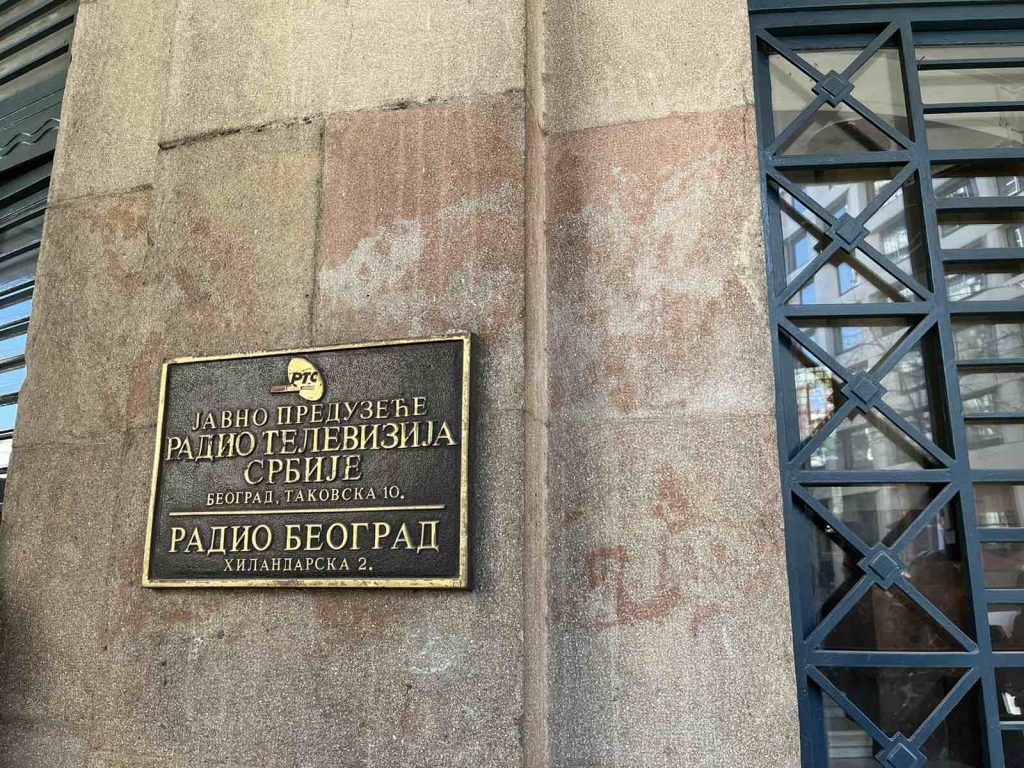 РТС
ЈАВНО ПРЕДУЗЕЋЕ
РАДИО ТЕЛЕВИЗИЈА
СРБИЈЕ
БЕОГРАД, ТАКОВСКА 10.
РАДИО БЕОГРАД
ХИЛАНДАРСКА 2.